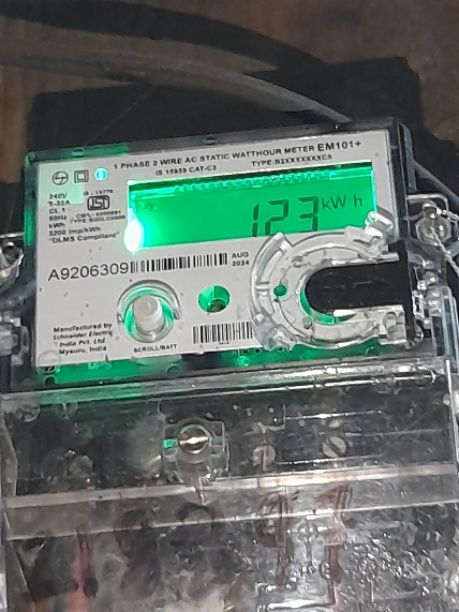 1 PHASE 2 WIRE AC STATIC WATTHOUR METER EM101+
IS 15959 CAT-C3
240V
5-30A
CL.1
50Hz
kWh
3200 imp/kWh
"DLMS Compliant"
123 kWh
A9206309
AUG
2024
Manufactured by
Schneider Electric
India Pvt. Ltd.
Mysuru, India
SCROLL/BATT